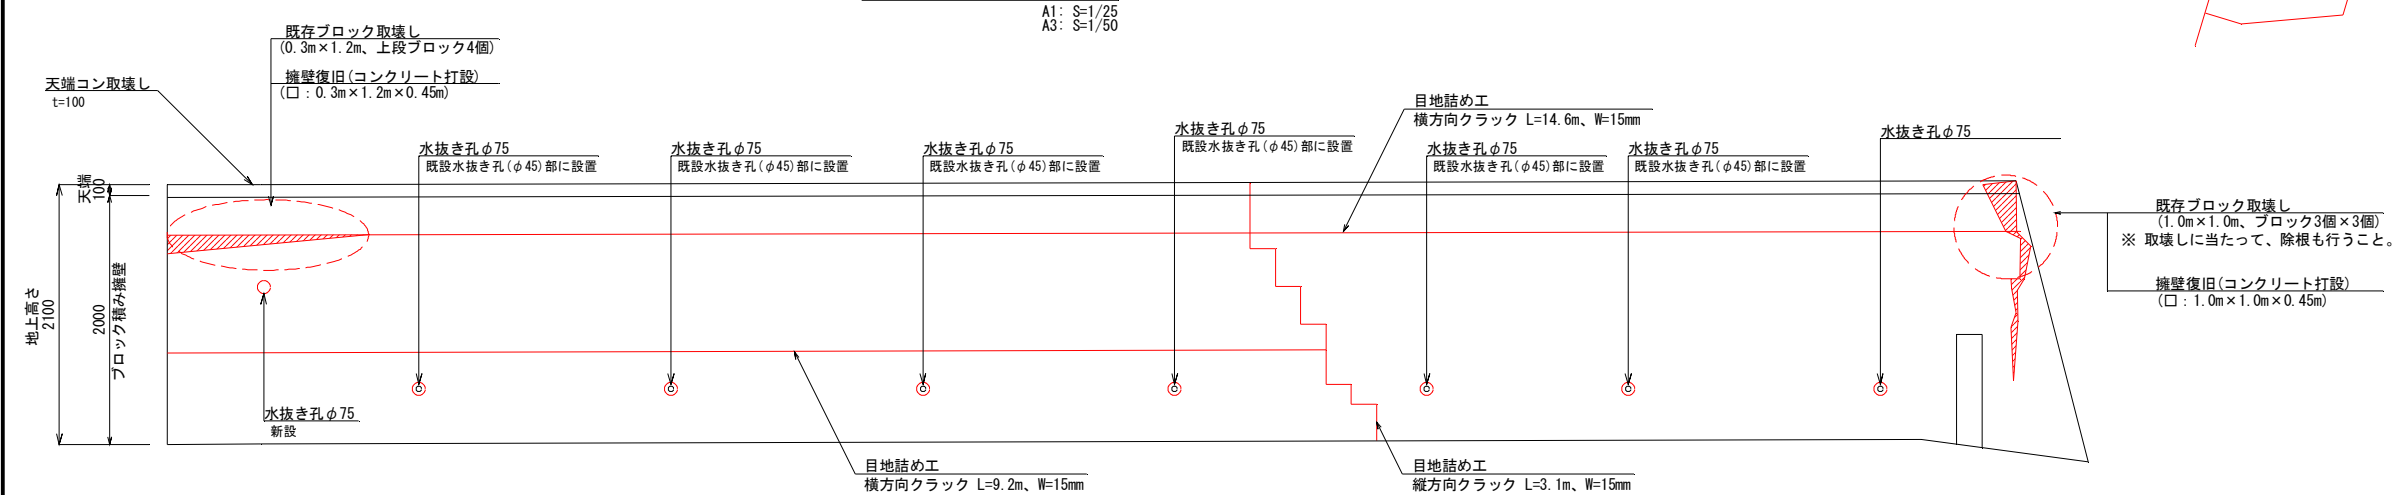 A1: S=1/25
A3: S=1/50
既存ブロック取壊し
(0.3m×1.2m、上段ブロック4個)
擁壁復旧(コンクリート打設)
(□：0.3m×1.2m×0.45m)
天端コン取壊し
t=100
目地詰め工
横方向クラック L=14.6m、W=15mm
水抜き孔φ75
既設水抜き孔(φ45)部に設置
水抜き孔φ75
既設水抜き孔(φ45)部に設置
水抜き孔φ75
既設水抜き孔(φ45)部に設置
水抜き孔φ75
既設水抜き孔(φ45)部に設置
水抜き孔φ75
既設水抜き孔(φ45)部に設置
水抜き孔φ75
既設水抜き孔(φ45)部に設置
水抜き孔φ75
天端
100
地上高さ
2100
2000
ブロック積み擁壁
既存ブロック取壊し
(1.0m×1.0m、ブロック3個×3個)
※ 取壊しに当たって、除根も行うこと。
擁壁復旧(コンクリート打設)
(□：1.0m×1.0m×0.45m)
水抜き孔φ75
新設
目地詰め工
横方向クラック L=9.2m、W=15mm
目地詰め工
縦方向クラック L=3.1m、W=15mm